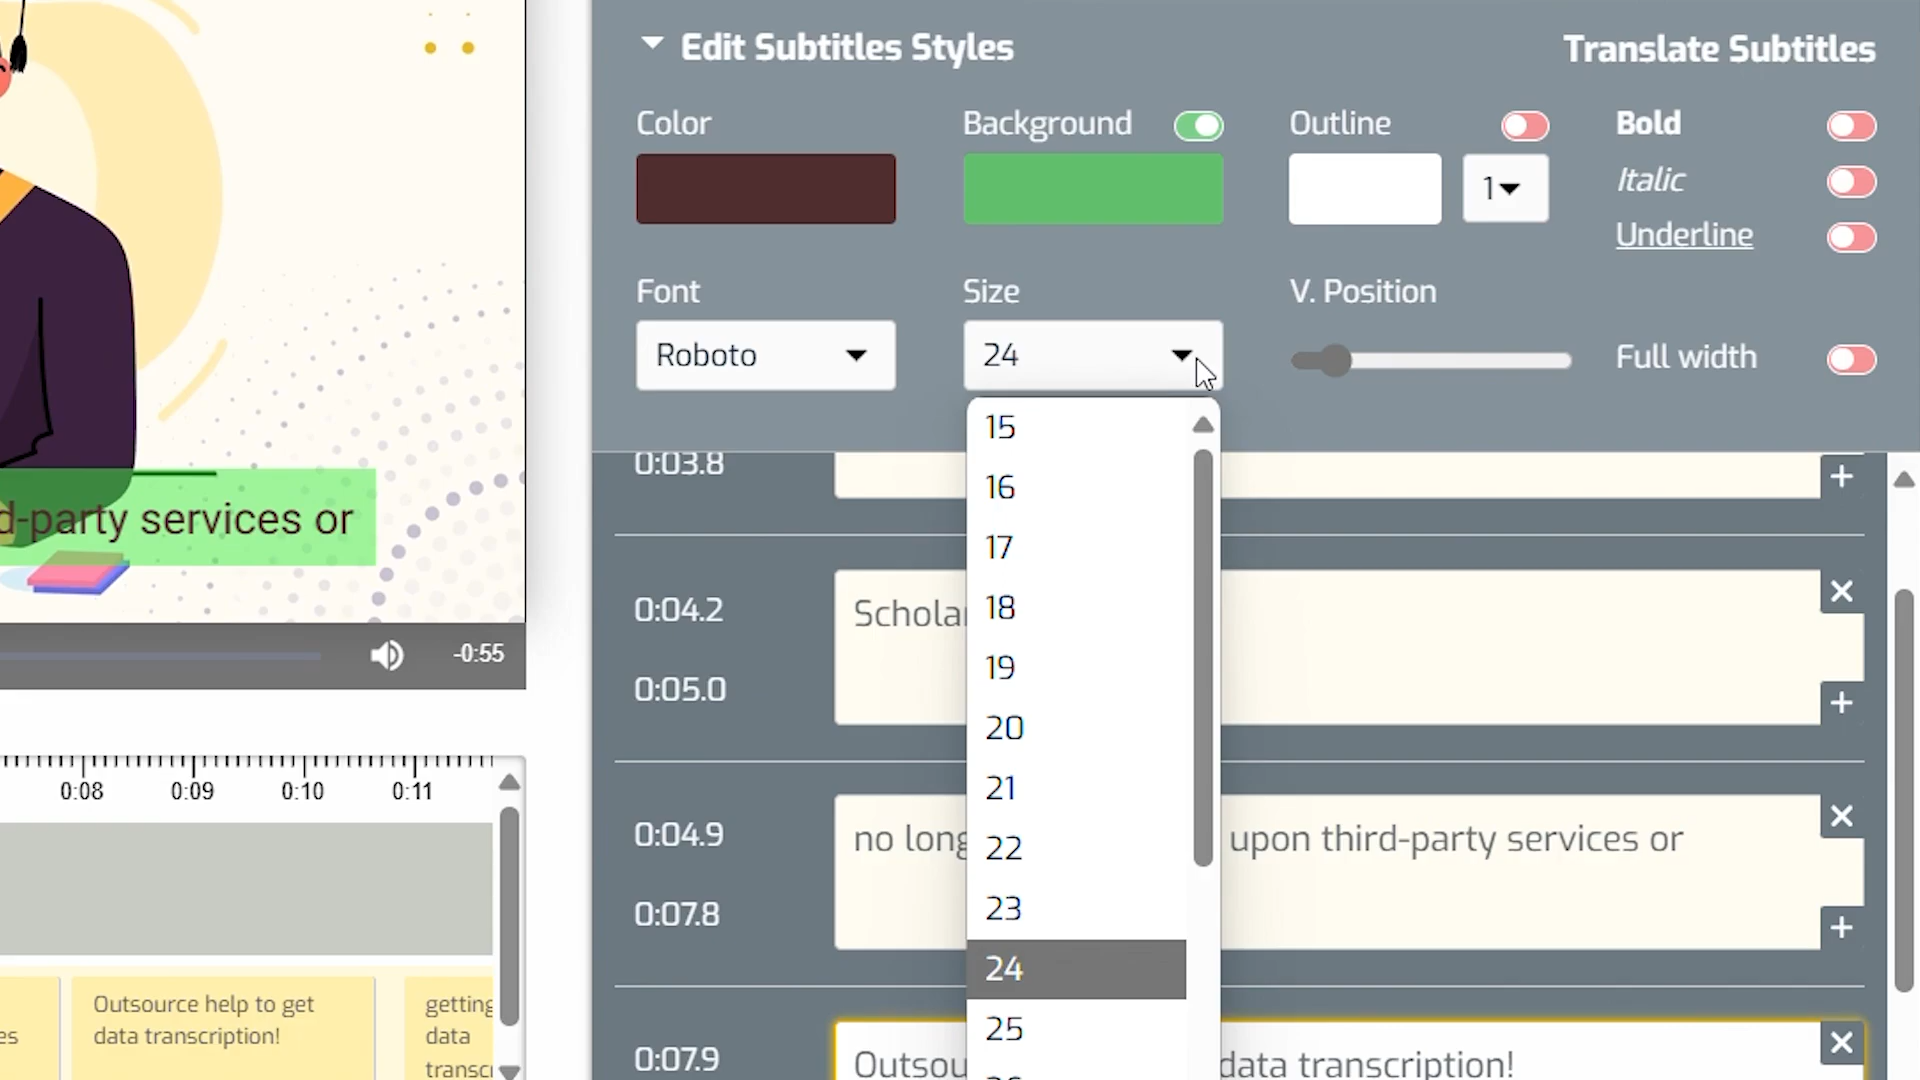 Edit Subtitles Styles
Translate Subtitles
Color
Background
Outline
Bold
1
Italic
Underline
Font
Size
V. Position
Roboto
24
Full width
15
16
17
18
19
20
21
22
23
24
25
0:03.8
+
0:04.2
Schola
×
0:05.0
+
0:04.9
no long
upon third-party services or
×
0:07.8
+
0:07.9
Outsou
data transcription!
×
d-party services or
-0:55
0:08
0:09
0:10
0:11
es
Outsource help to get
data transcription!
getting
data
transc